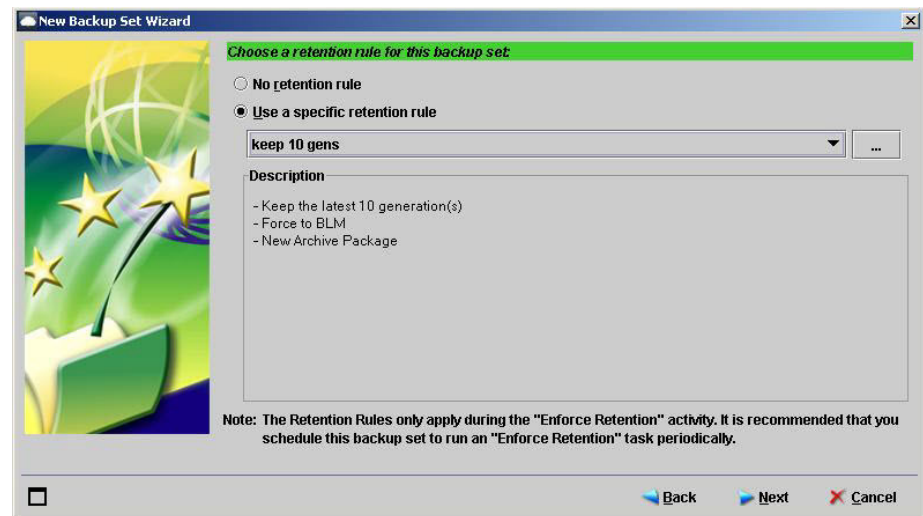 New Backup Set Wizard
Choose a retention rule for this backup set:
No retention rule
Use a specific retention rule
keep 10 gens
...
Description
- Keep the latest 10 generation(s)
- Force to BLM
- New Archive Package
Note: The Retention Rules only apply during the "Enforce Retention" activity. It is recommended that you
schedule this backup set to run an "Enforce Retention" task periodically.
Back
Next
Cancel